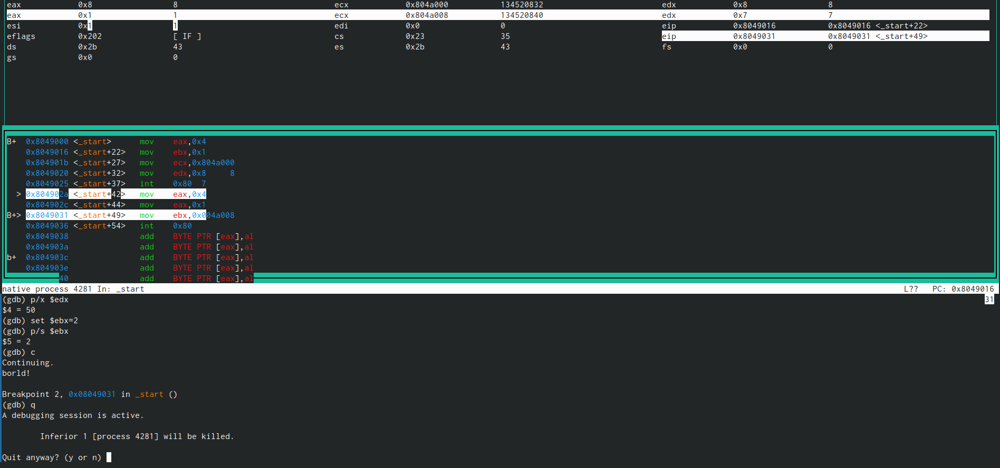 eax 0x8 8 ecx 0x804a000 134520832 edx 0x8 8
eax 0x1 1 ecx 0x804a008 134520840 edx 0x7 7
esi 0x1 1 edi 0x0 0 eip 0x8049016 0x8049016 <_start+22>
eflags 0x202 [ IF ] cs 0x23 35 eip 0x8049031 0x8049031 <_start+49>
ds 0x2b 43 es 0x2b 43 fs 0x0 0
gs 0x0 0
B+ 0x8049000 <_start> mov eax,0x4
0x8049016 <_start+22> mov ebx,0x1
0x804901b <_start+27> mov ecx,0x804a000
0x8049020 <_start+32> mov edx,0x8 8
0x8049025 <_start+37> int 0x80 7
> 0x804902a <_start+42> mov eax,0x4
0x804902c <_start+44> mov eax,0x1
B+> 0x8049031 <_start+49> mov ebx,0x004a008
0x8049036 <_start+54> int 0x80
0x8049038 add BYTE PTR [eax],al
0x804903a add BYTE PTR [eax],al
b+ 0x804903c add BYTE PTR [eax],al
0x804903e add BYTE PTR [eax],al
40 add BYTE PTR [eax],al
native process 4281 In: _start L?? PC: 0x8049016
(gdb) p/x $edx 31
$4 = 50
(gdb) set $ebx=2
(gdb) p/s $ebx
$5 = 2
(gdb) c
Continuing.
borld!
Breakpoint 2, 0x08049031 in _start ()
(gdb) q
A debugging session is active.
Inferior 1 [process 4281] will be killed.
Quit anyway? (y or n)